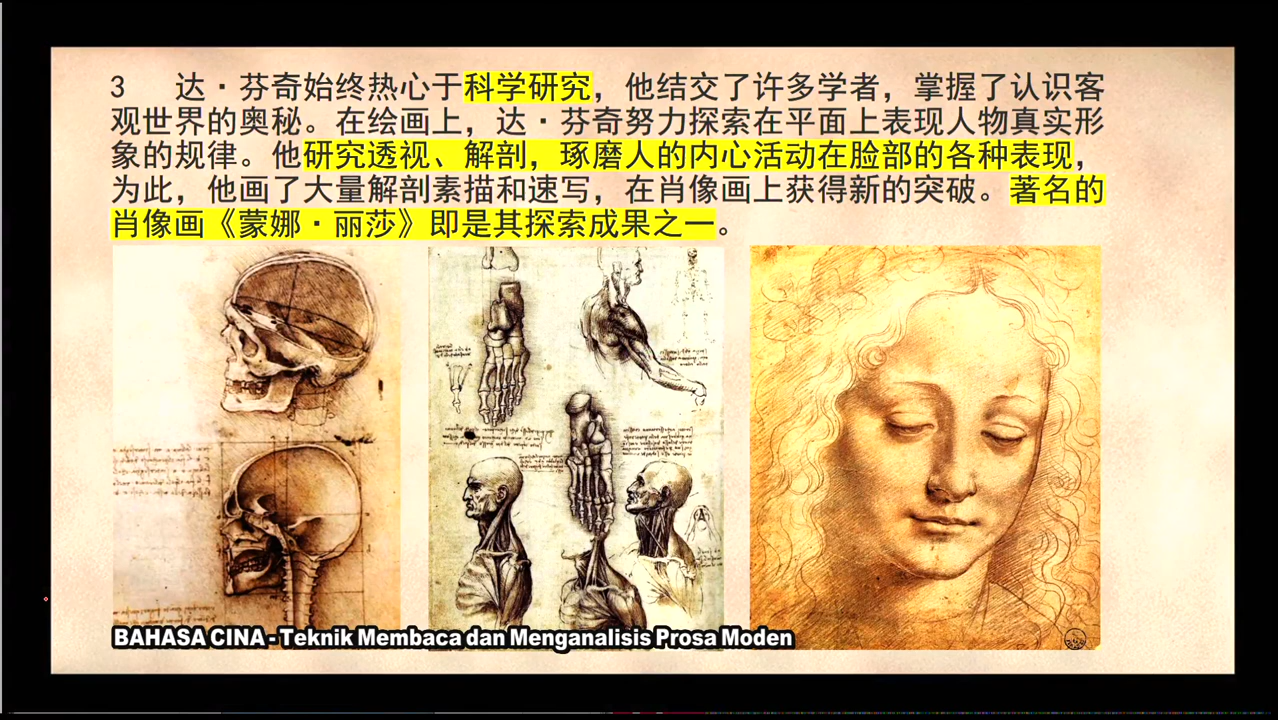 3 达·芬奇始终热心于科学研究，他结交了许多学者，掌握了认识客
观世界的奥秘。在绘画上，达·芬奇努力探索在平面上表现人物真实形
象的规律。他研究透视、解剖，琢磨人的内心活动在脸部的各种表现，
为此，他画了大量解剖素描和速写，在肖像画上获得新的突破。著名的
肖像画《蒙娜·丽莎》即是其探索成果之一。
BAHASA CINA - Teknik Membaca dan Menganalisis Prosa Moden